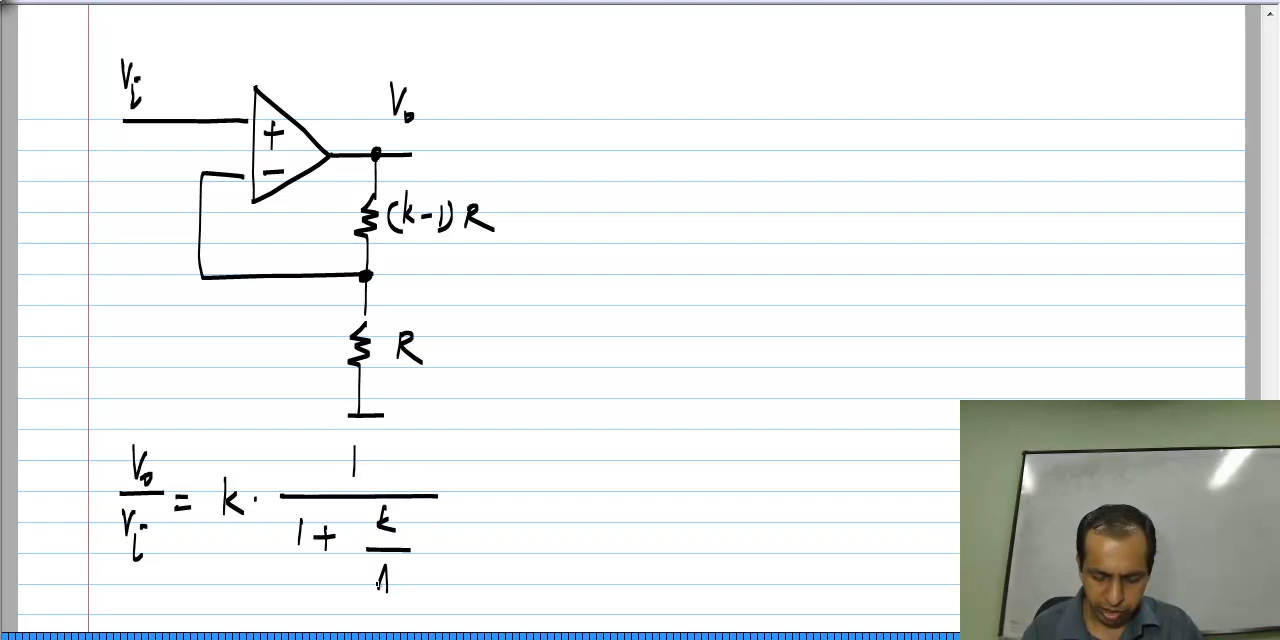 Vi
Vo
+
−
(k-1) R
R
Vo/Vi = k · 1/(1 + k/A)